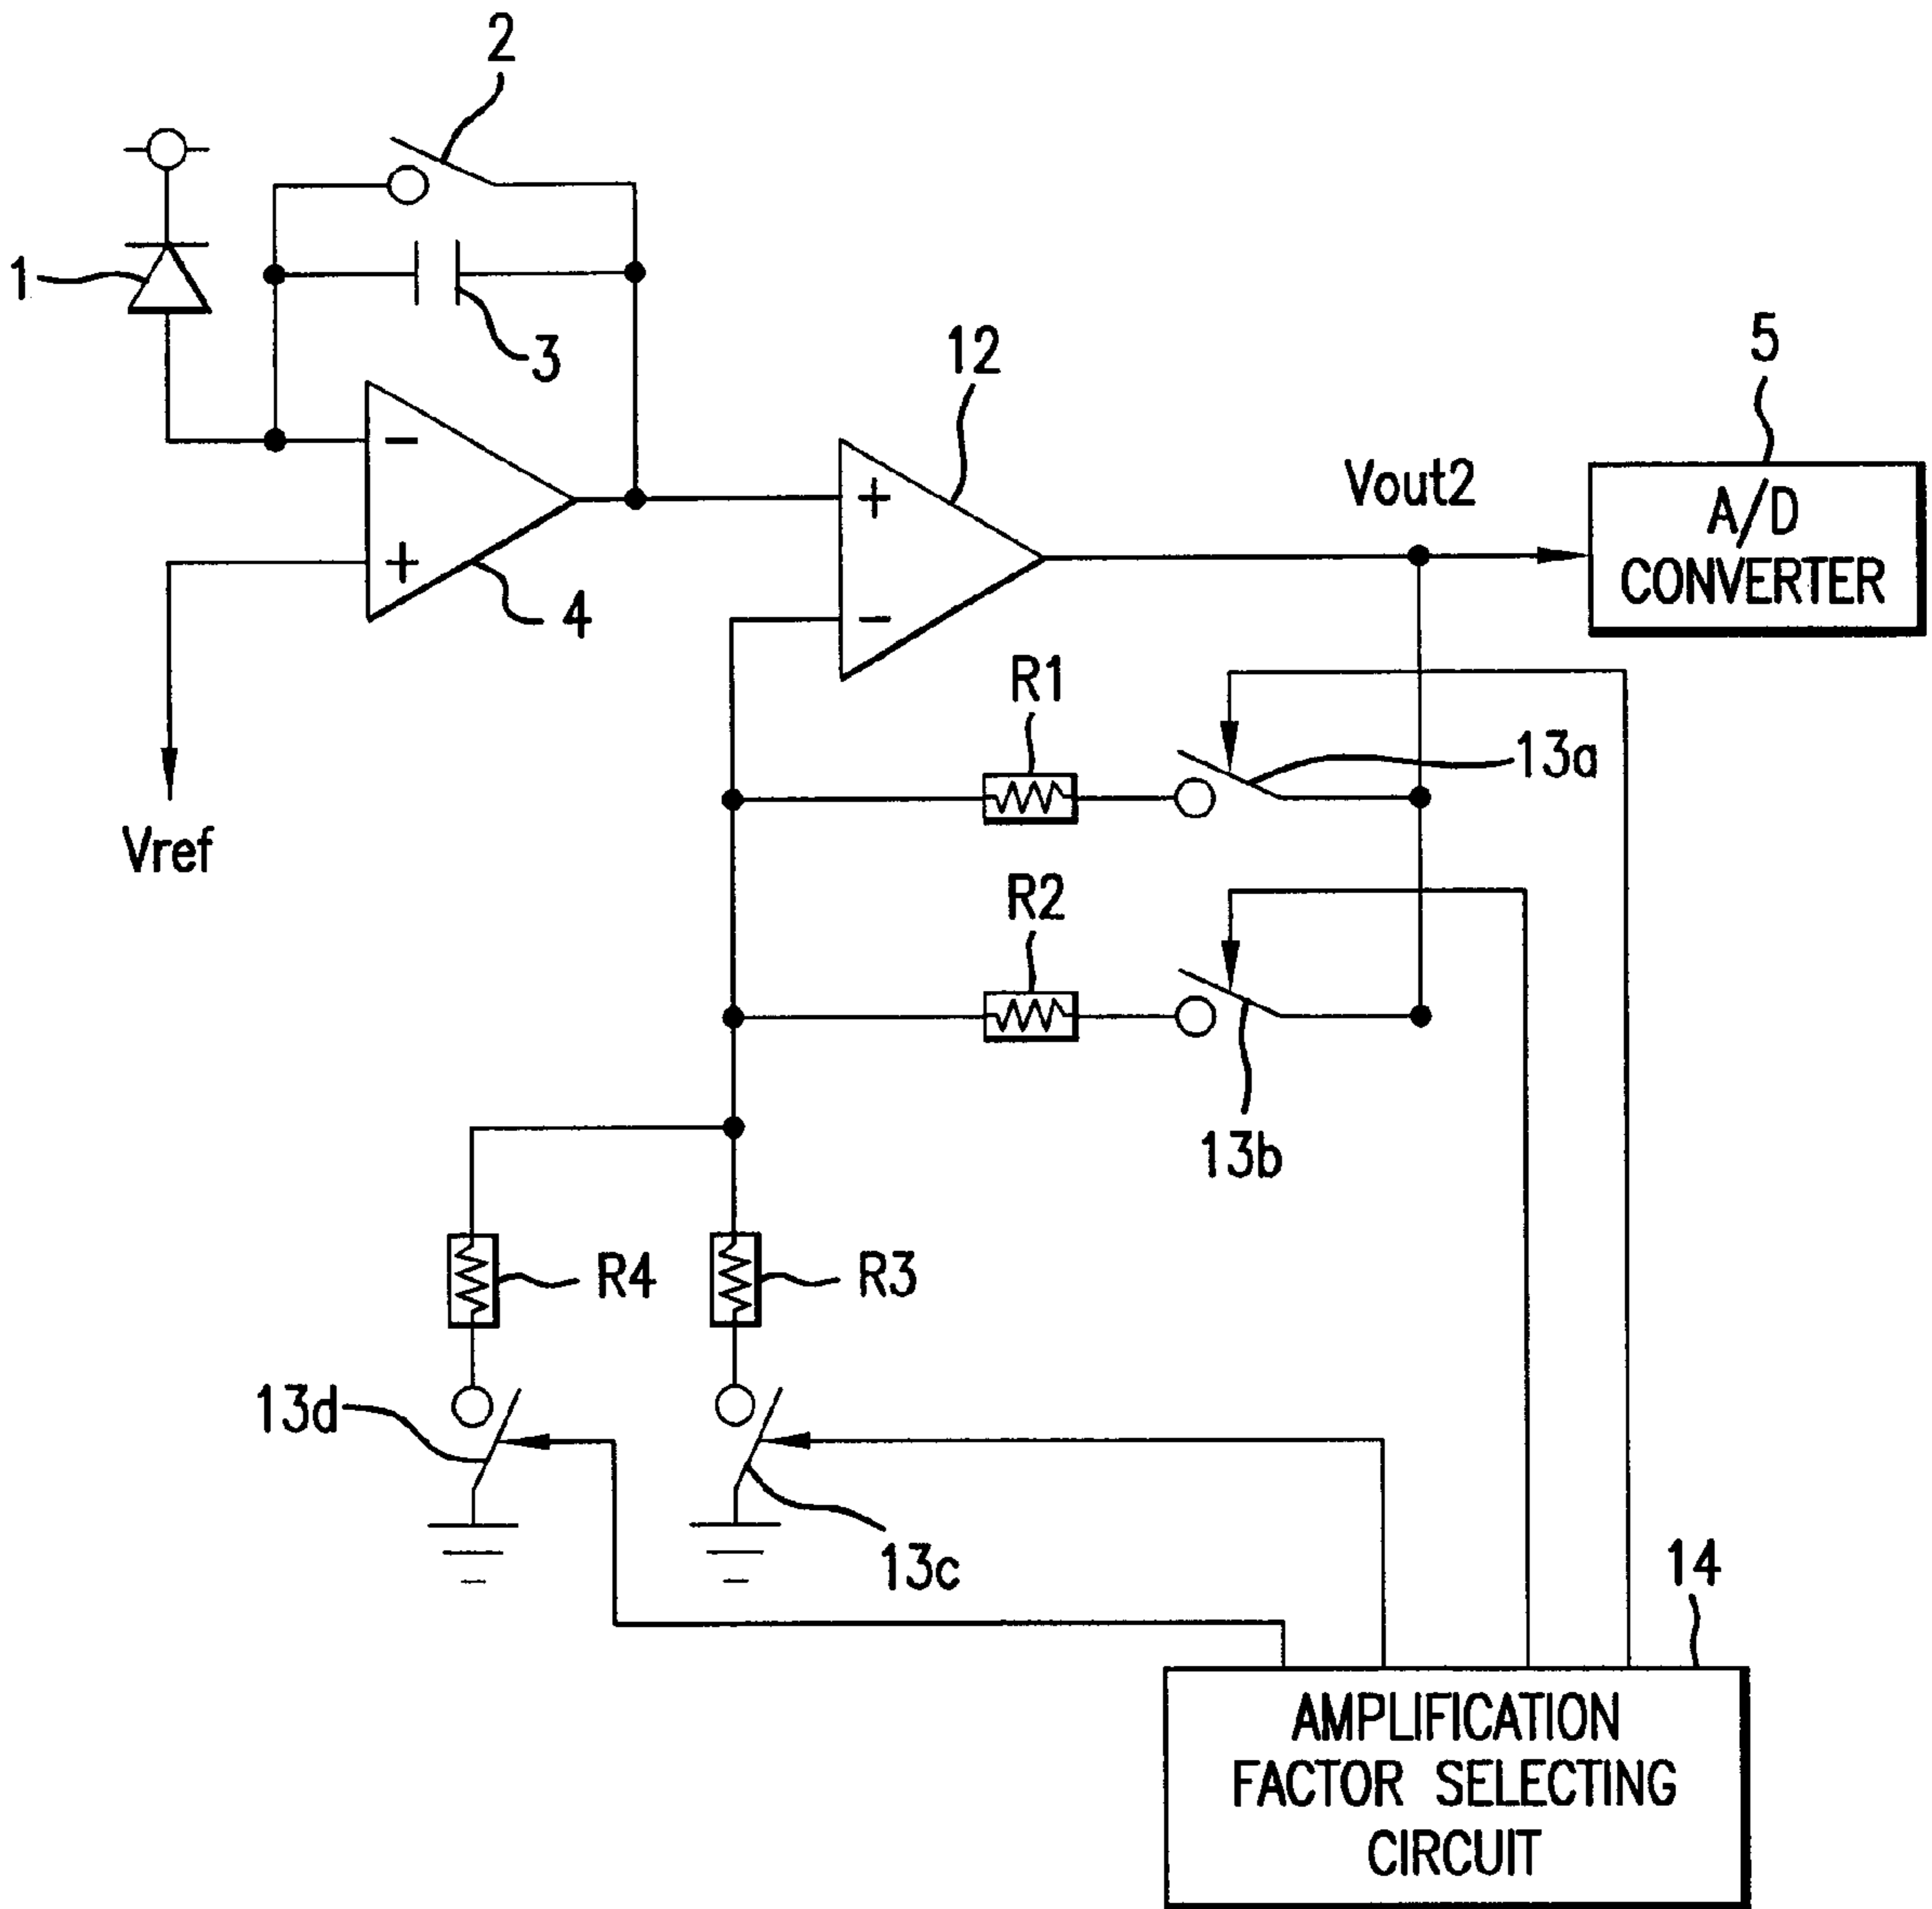 2
1
3
12
5
Vout2
A/D
CONVERTER
−
+
4
+
−
R1
13a
Vref
R2
13b
R4
R3
13d
13c
14
AMPLIFICATION
FACTOR SELECTING
CIRCUIT